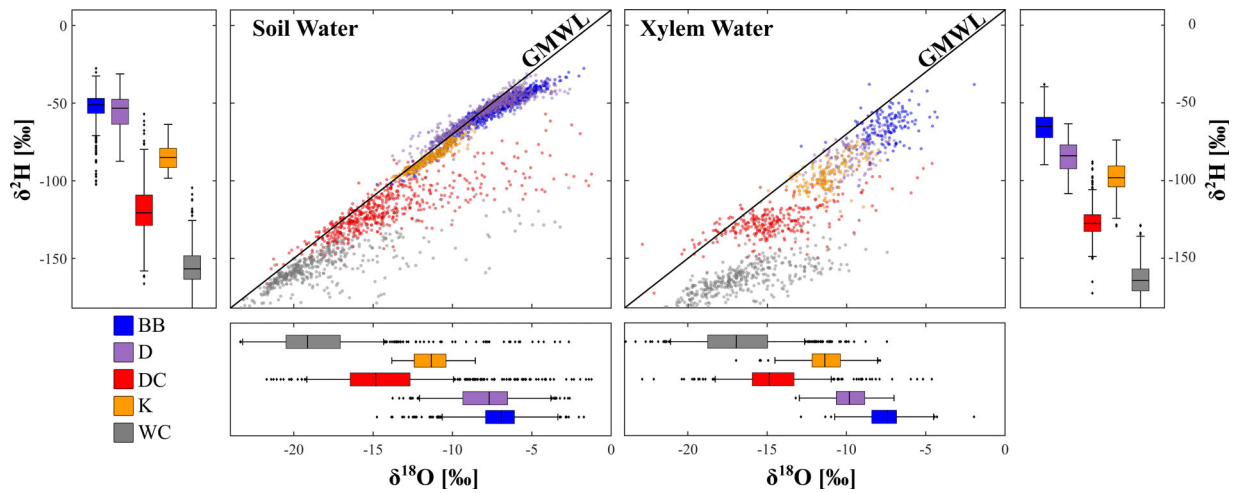 Soil Water
GMWL
Xylem Water
GMWL
δ²H [‰]
0
-50
-100
-150
0
-50
-100
-150
δ²H [‰]
BB
D
DC
K
WC
-20
-15
-10
-5
0
-20
-15
-10
-5
0
δ¹⁸O [‰]
δ¹⁸O [‰]